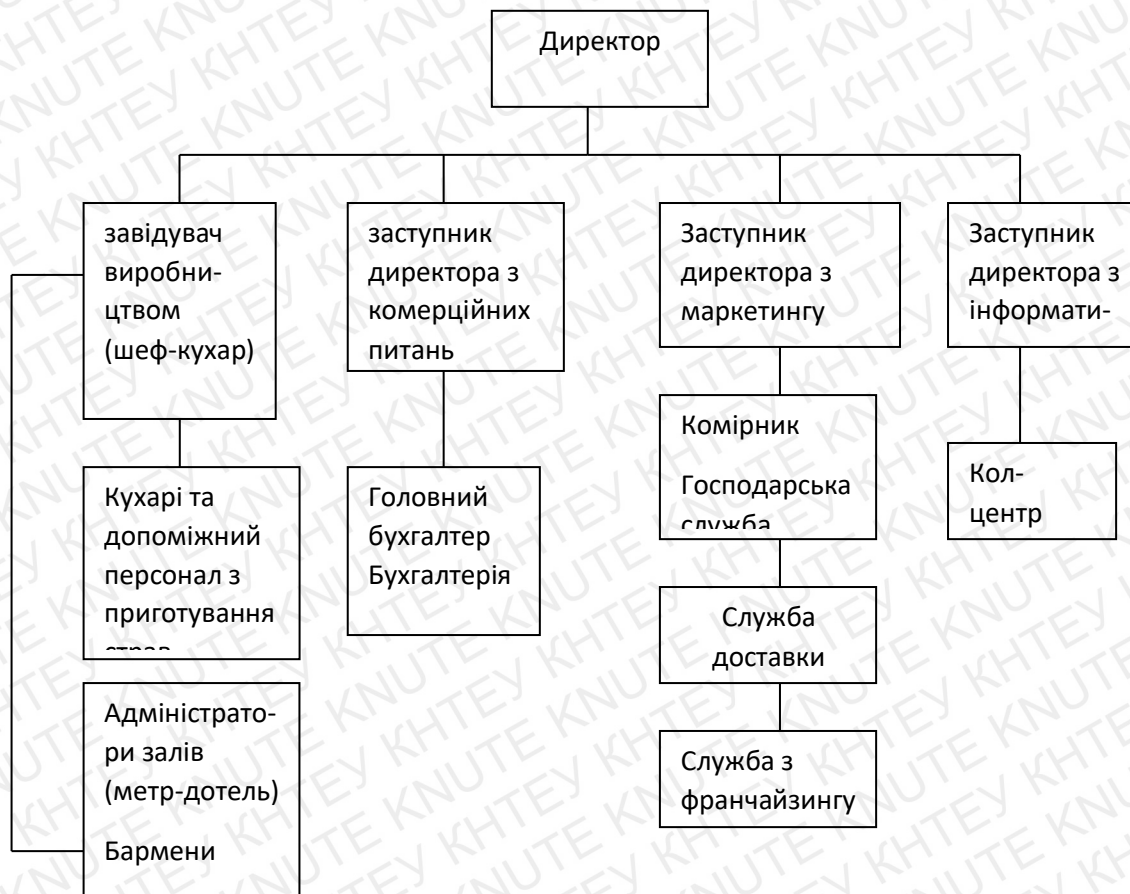 Директор
завідувач
виробни-
цтвом
(шеф-кухар)
заступник
директора з
комерційних
питань
Заступник
директора з
маркетингу
Заступник
директора з
інформати-
Кухарі та
допоміжний
персонал з
приготування
страв
Головний
бухгалтер
Бухгалтерія
Комірник
Господарська
служба
Кол-
центр
Служба
доставки
Адміністрато-
ри залів
(метр-дотель)
Бармени
Служба з
франчайзингу